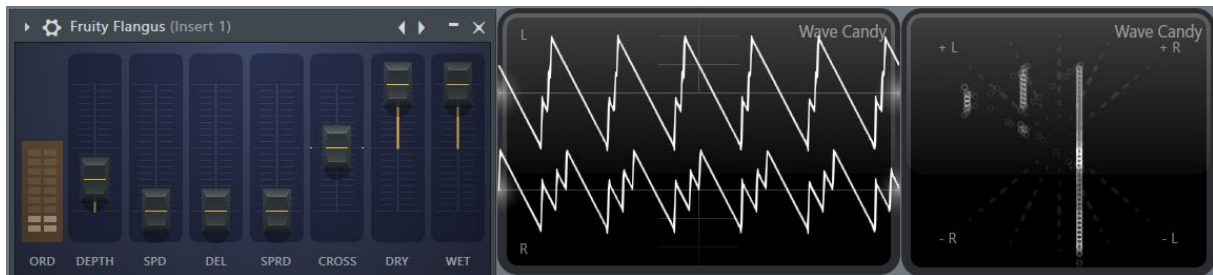 Fruity Flangus (Insert 1)
ORD DEPTH SPD DEL SPRD CROSS DRY WET
L
Wave Candy
R
Wave Candy
+ L + R
- R - L